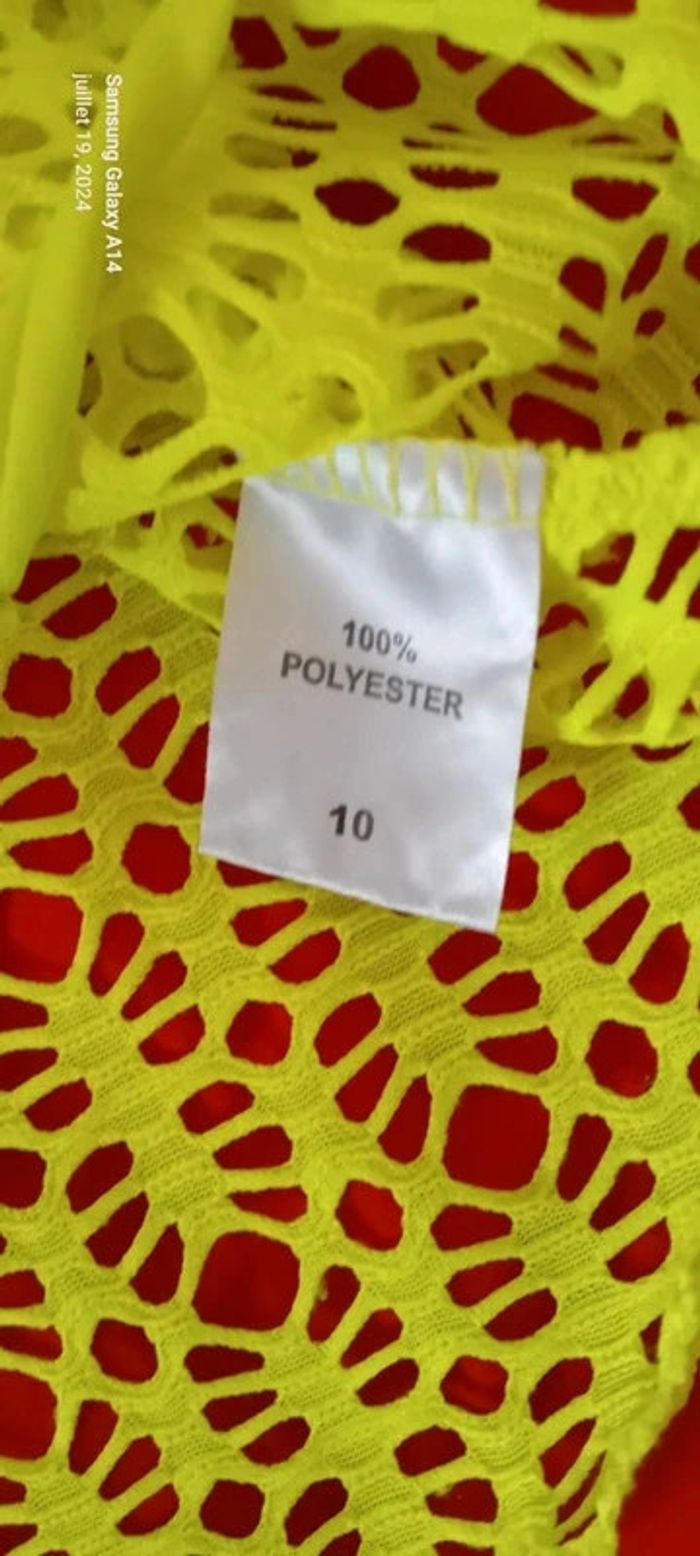 Samsung Galaxy A14
juillet 19, 2024
100%
POLYESTER
10